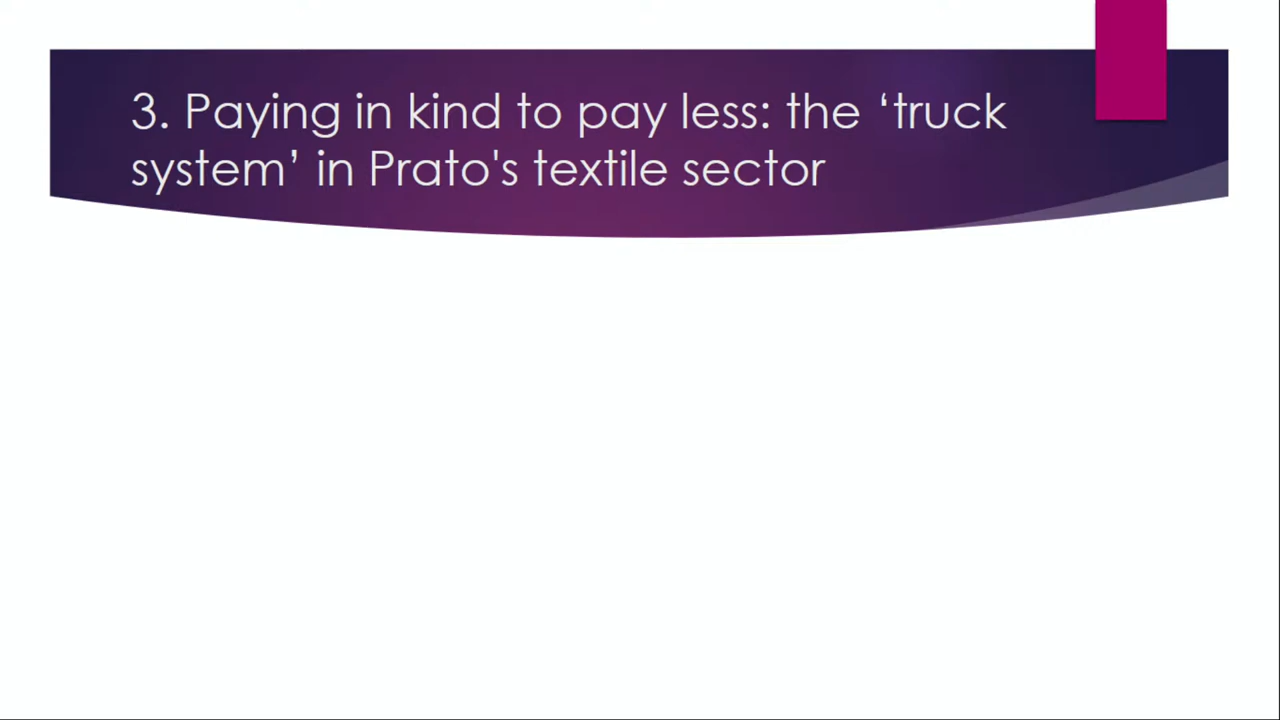 3. Paying in kind to pay less: the ‘truck
system’ in Prato's textile sector